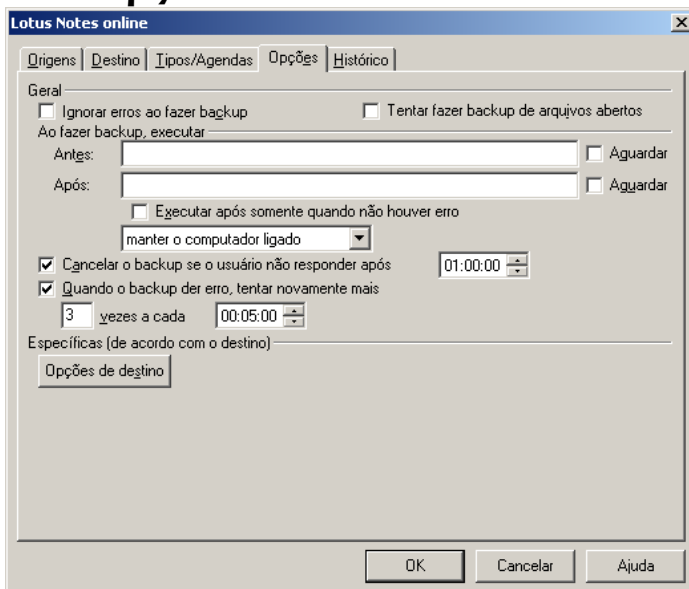 Lotus Notes online
Origens Destino Tipos/Agendas Opções Histórico
Geral
Ignorar erros ao fazer backup Tentar fazer backup de arquivos abertos
Ao fazer backup, executar
Antes: Aguardar
Após: Aguardar
Executar após somente quando não houver erro
manter o computador ligado
Cancelar o backup se o usuário não responder após 01:00:00
Quando o backup der erro, tentar novamente mais
3 vezes a cada 00:05:00
Específicas (de acordo com o destino)
Opções de destino
OK Cancelar Ajuda